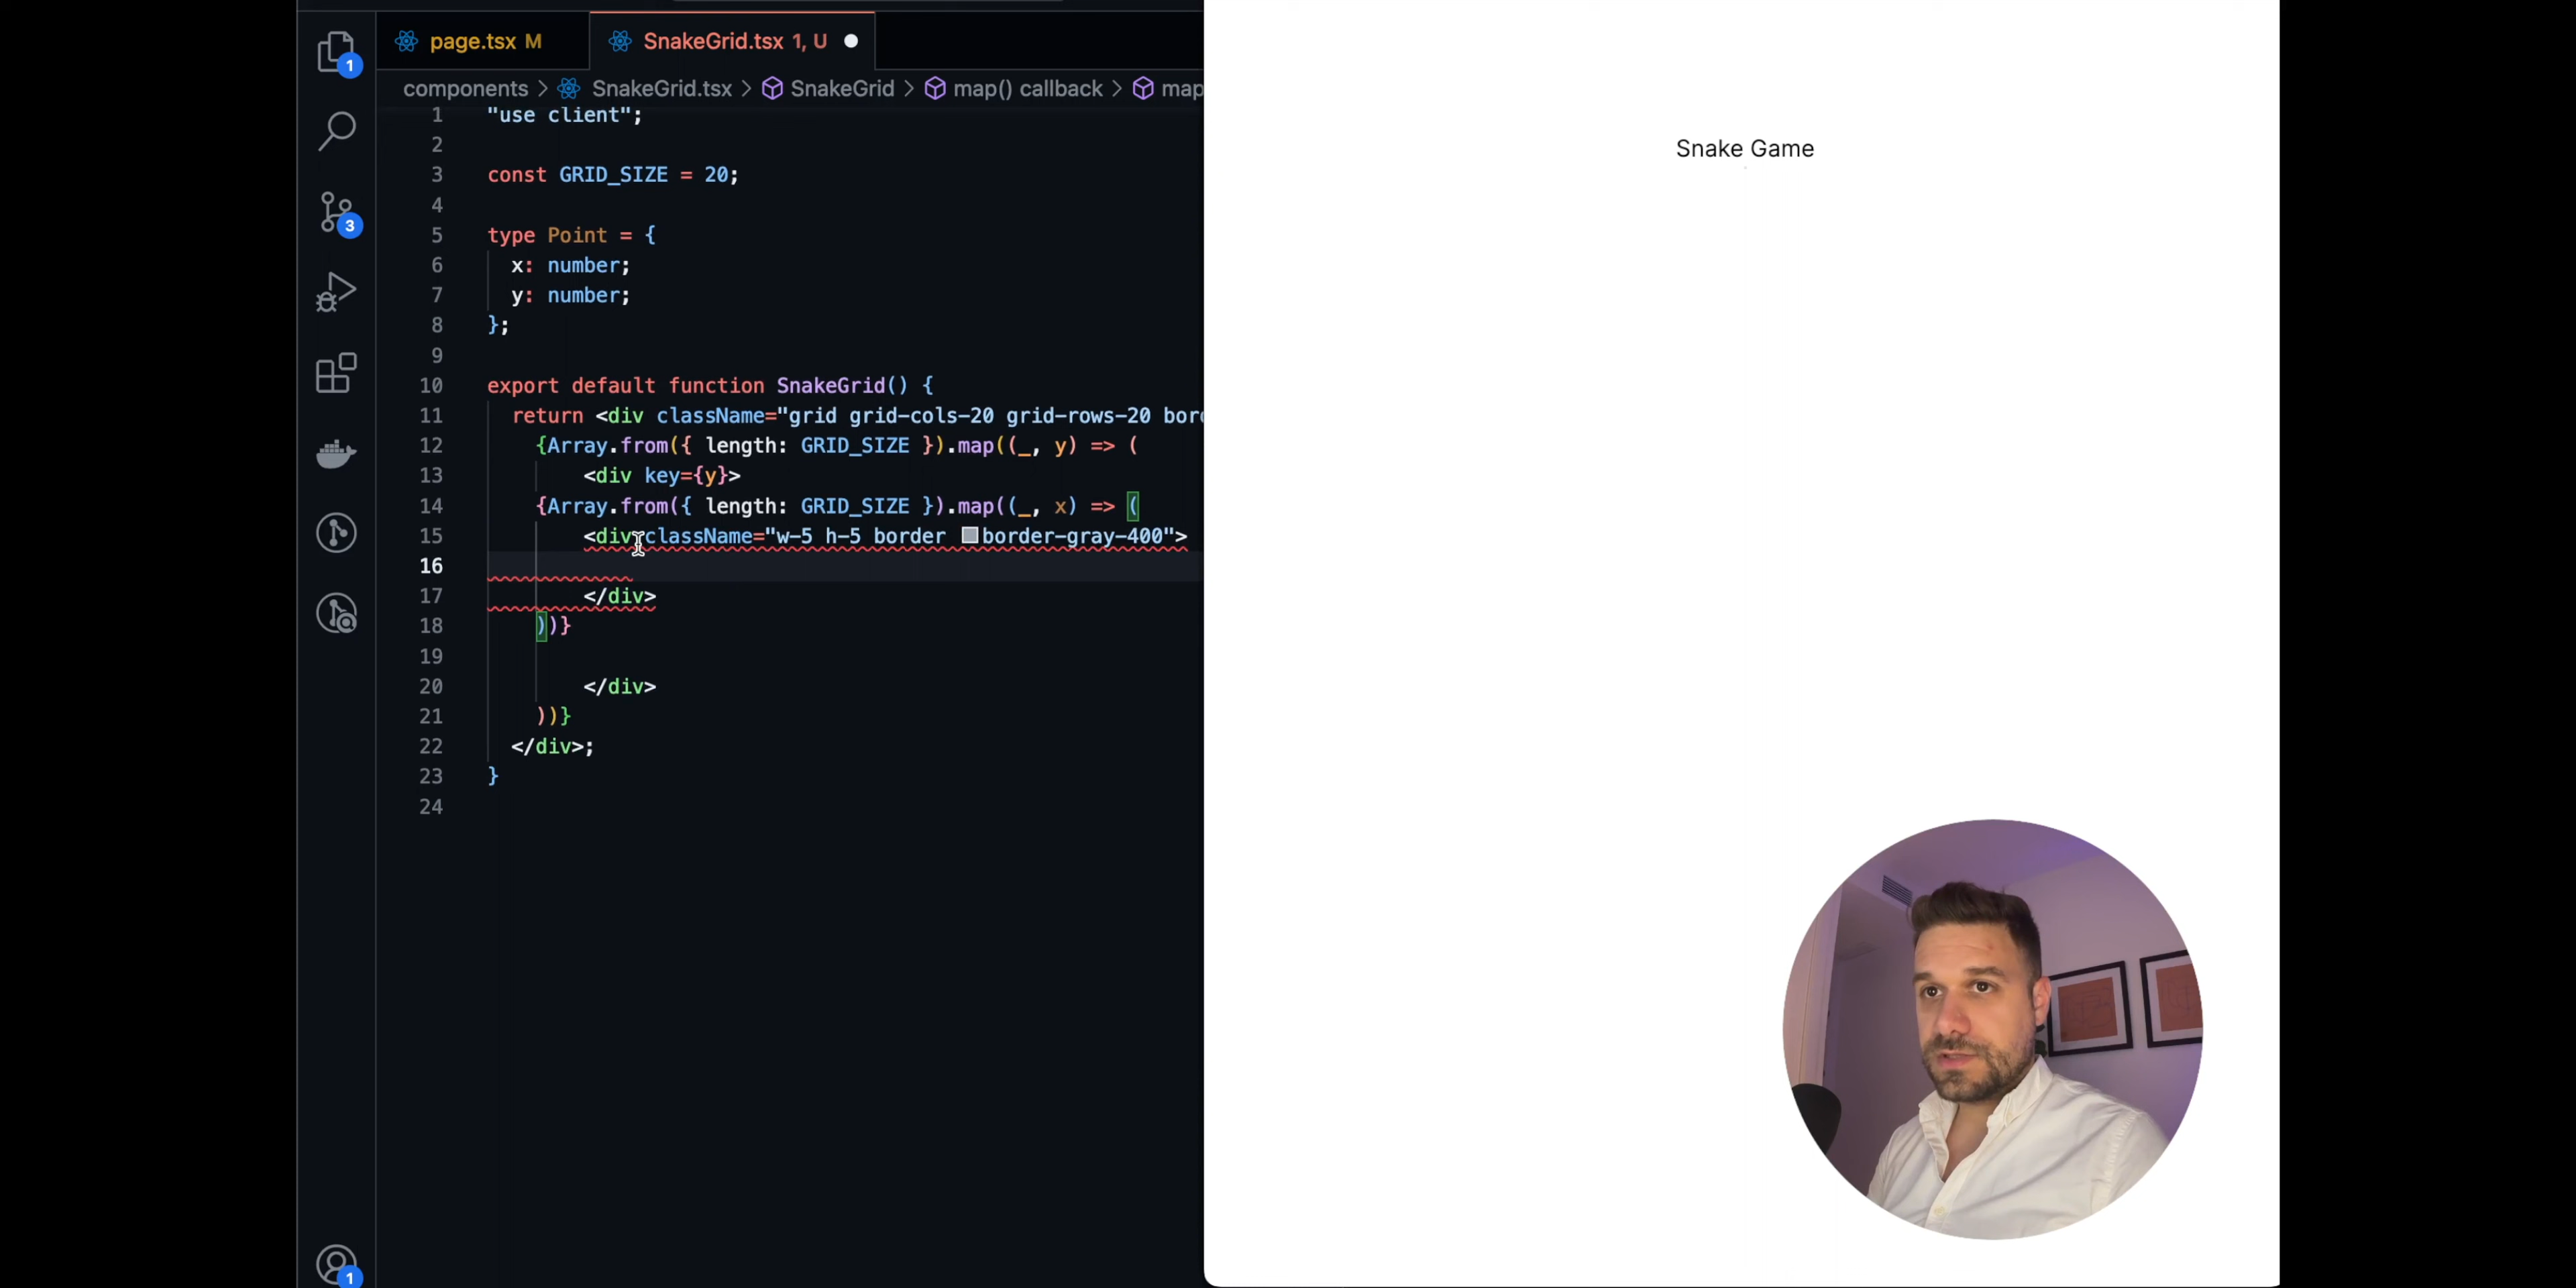 page.tsx M
SnakeGrid.tsx 1, U
components > SnakeGrid.tsx > SnakeGrid > map() callback > map
1 "use client";
2
3 const GRID_SIZE = 20;
4
5 type Point = {
6 x: number;
7 y: number;
8 };
9
10 export default function SnakeGrid() {
11 return <div className="grid grid-cols-20 grid-rows-20 bord
12 {Array.from({ length: GRID_SIZE }).map((_, y) => (
13 <div key={y}>
14 {Array.from({ length: GRID_SIZE }).map((_, x) => (
15 <div className="w-5 h-5 border border-gray-400">
16
17 </div>
18 ))}
19
20 </div>
21 ))}
22 </div>;
23 }
24
1
3
1
Snake Game